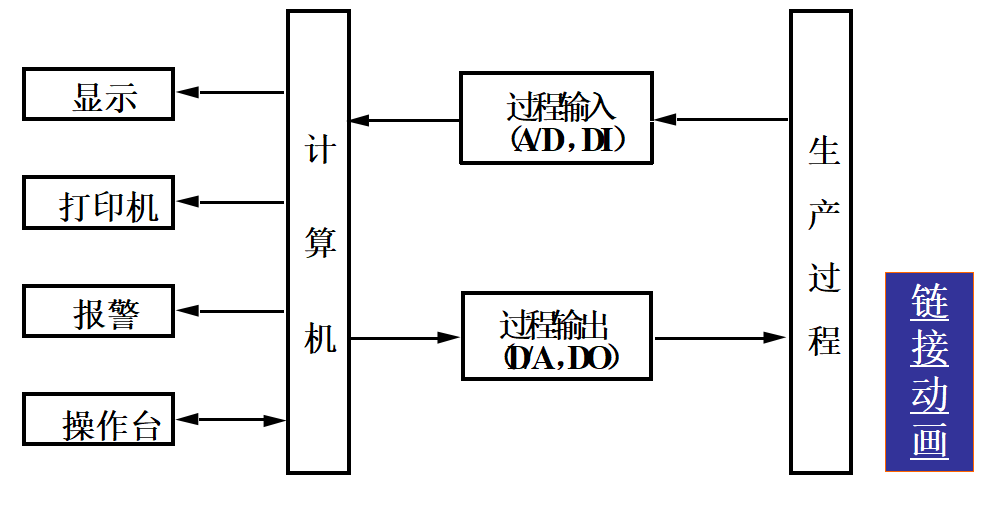 显示
打印机
报警
操作台
计算机
过程输入
(A/D,DI)
过程输出
(D/A,DO)
生产过程
链接动画